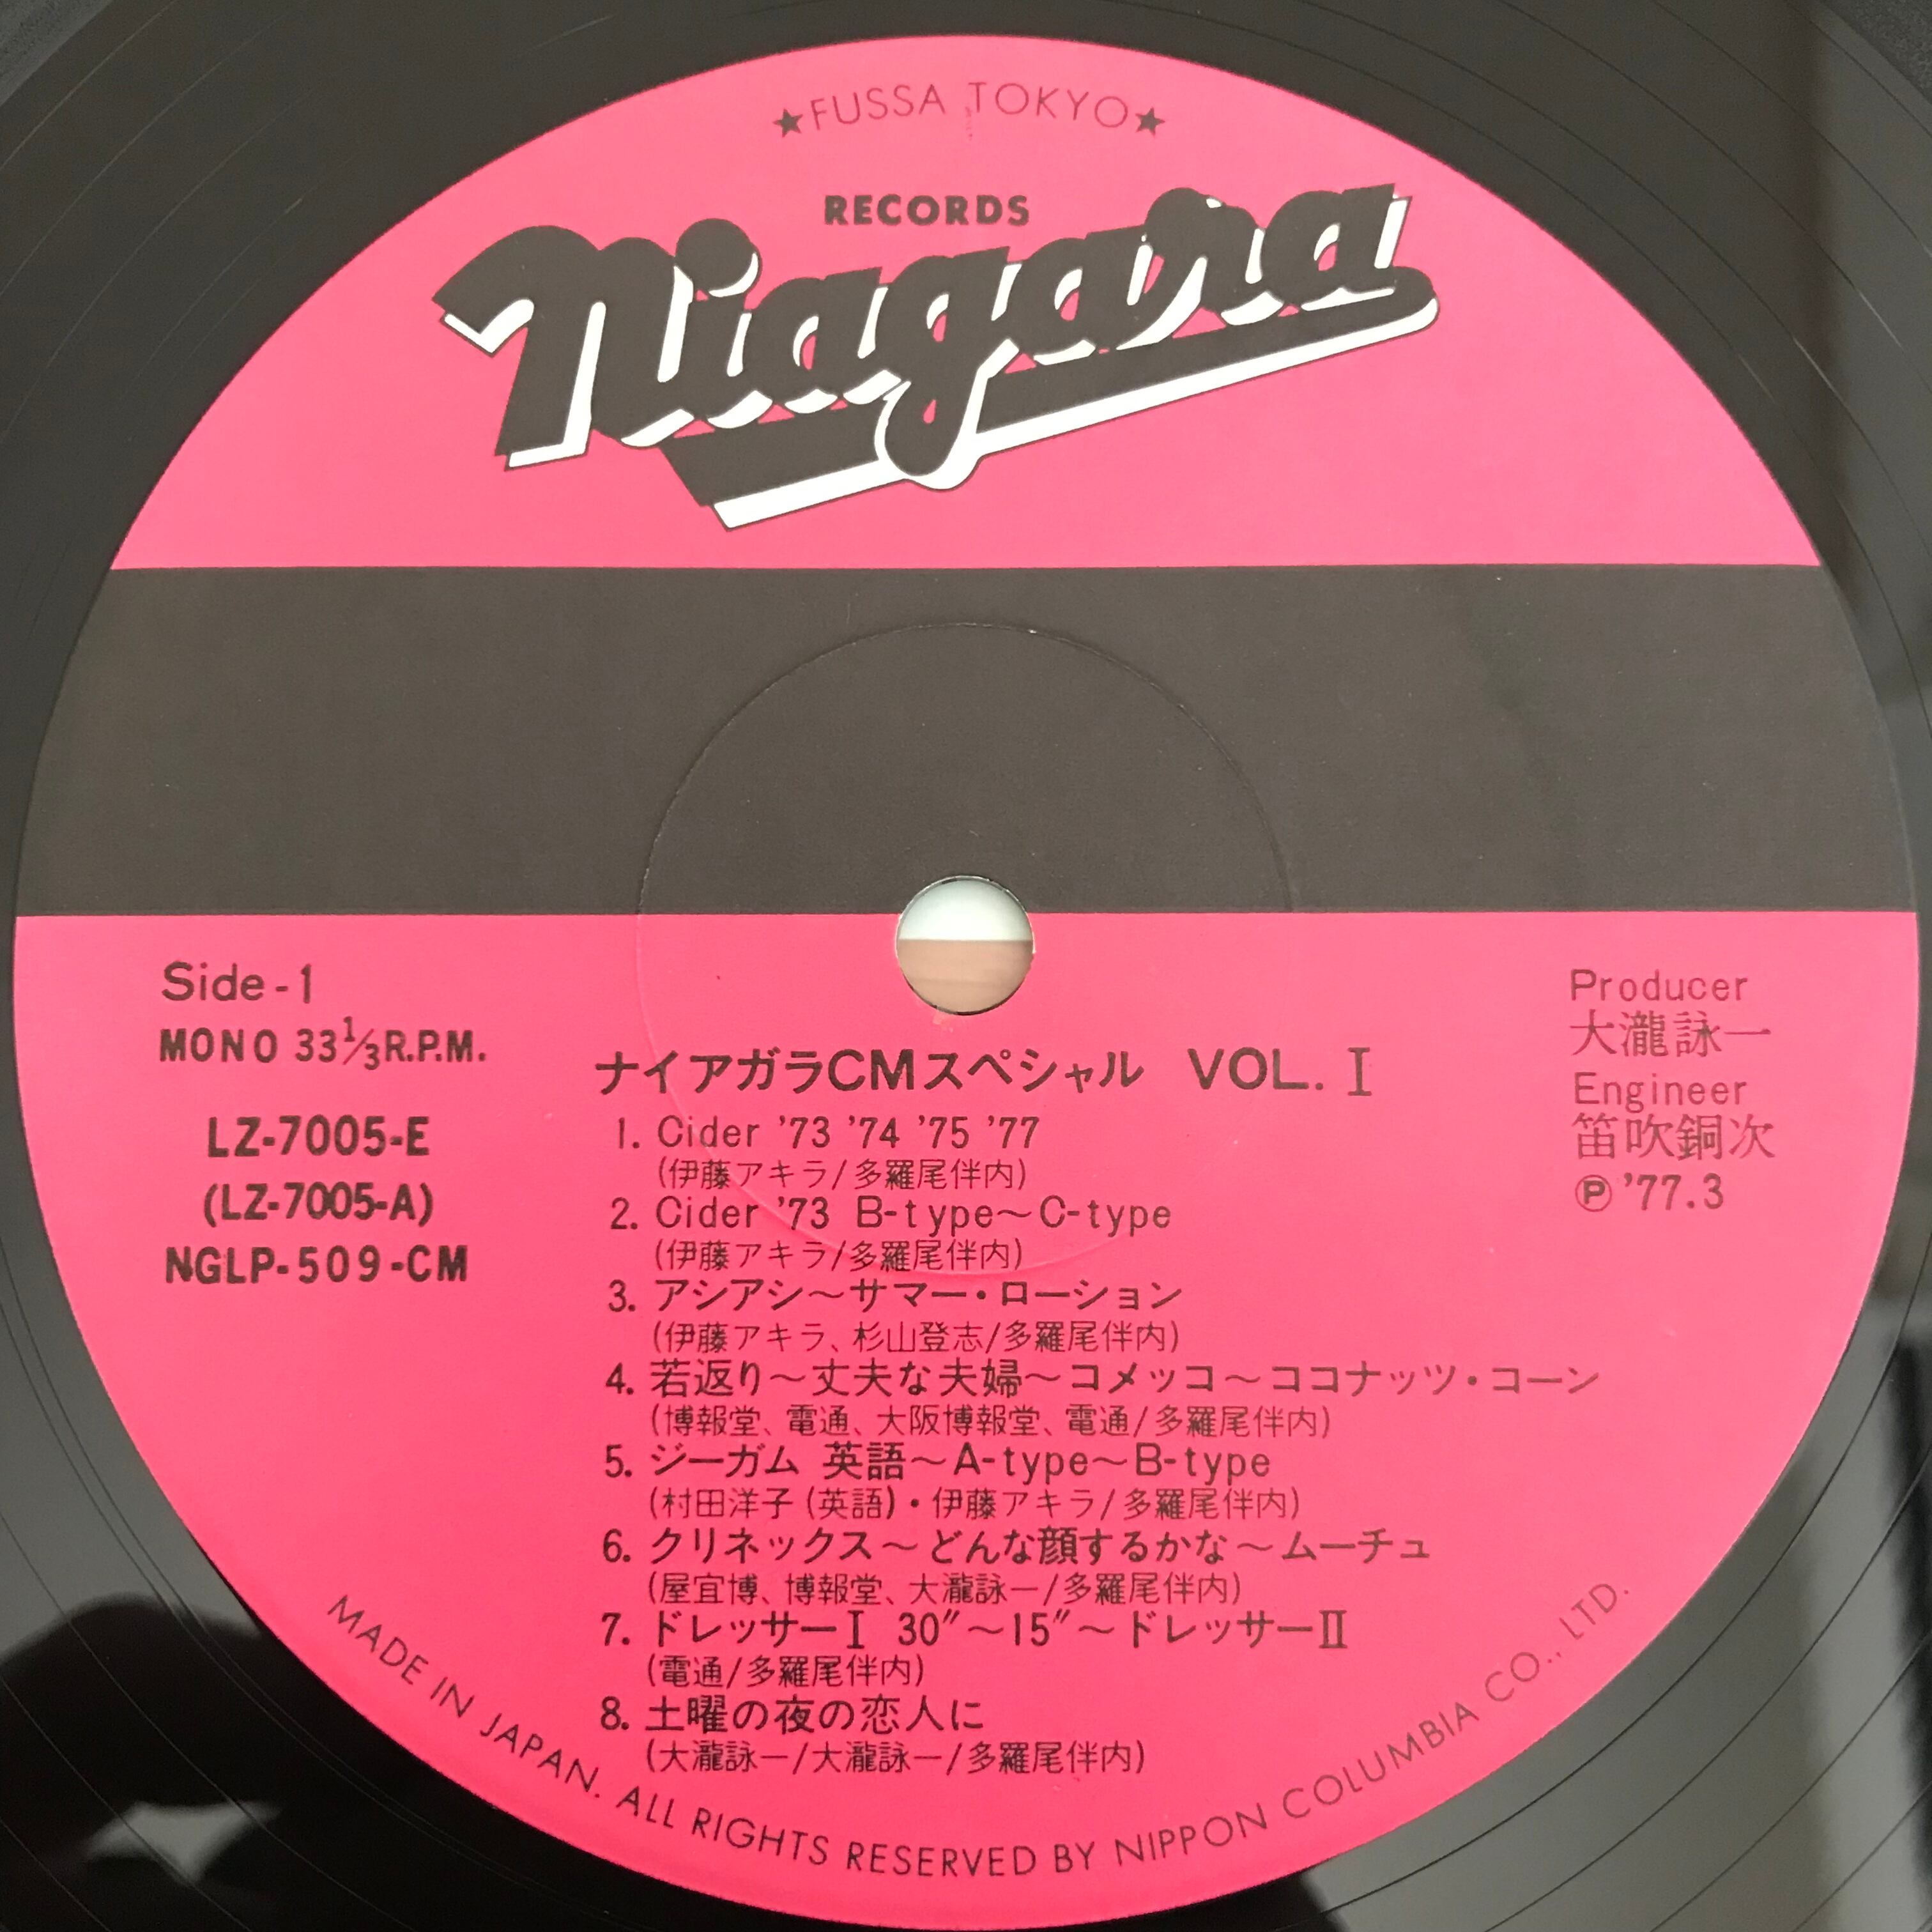 ★FUSSA TOKYO★
RECORDS
Niagara
Side-1
MONO 33⅓R.P.M.
LZ-7005-E
(LZ-7005-A)
NGLP-509-CM
Producer
大瀧詠一
Engineer
笛吹銅次
Ⓟ'77.3
ナイアガラCMスペシャル VOL. I
1. Cider '73 '74 '75 '77
(伊藤アキラ/多羅尾伴内)
2. Cider '73 B-type～C-type
(伊藤アキラ/多羅尾伴内)
3. アシアシ～サマー・ローション
(伊藤アキラ、杉山登志/多羅尾伴内)
4. 若返り～丈夫な夫婦～コメッコ～ココナッツ・コーン
(博報堂、電通、大阪博報堂、電通/多羅尾伴内)
5. ジーガム 英語～A-type～B-type
(村田洋子(英語)・伊藤アキラ/多羅尾伴内)
6. クリネックス～どんな顔するかな～ムーチュ
(屋宜博、博報堂、大瀧詠一/多羅尾伴内)
7. ドレッサーI 30″～15″～ドレッサーII
(電通/多羅尾伴内)
8. 土曜の夜の恋人に
(大瀧詠一/大瀧詠一/多羅尾伴内)
MADE IN JAPAN. ALL RIGHTS RESERVED BY NIPPON COLUMBIA CO., LTD.